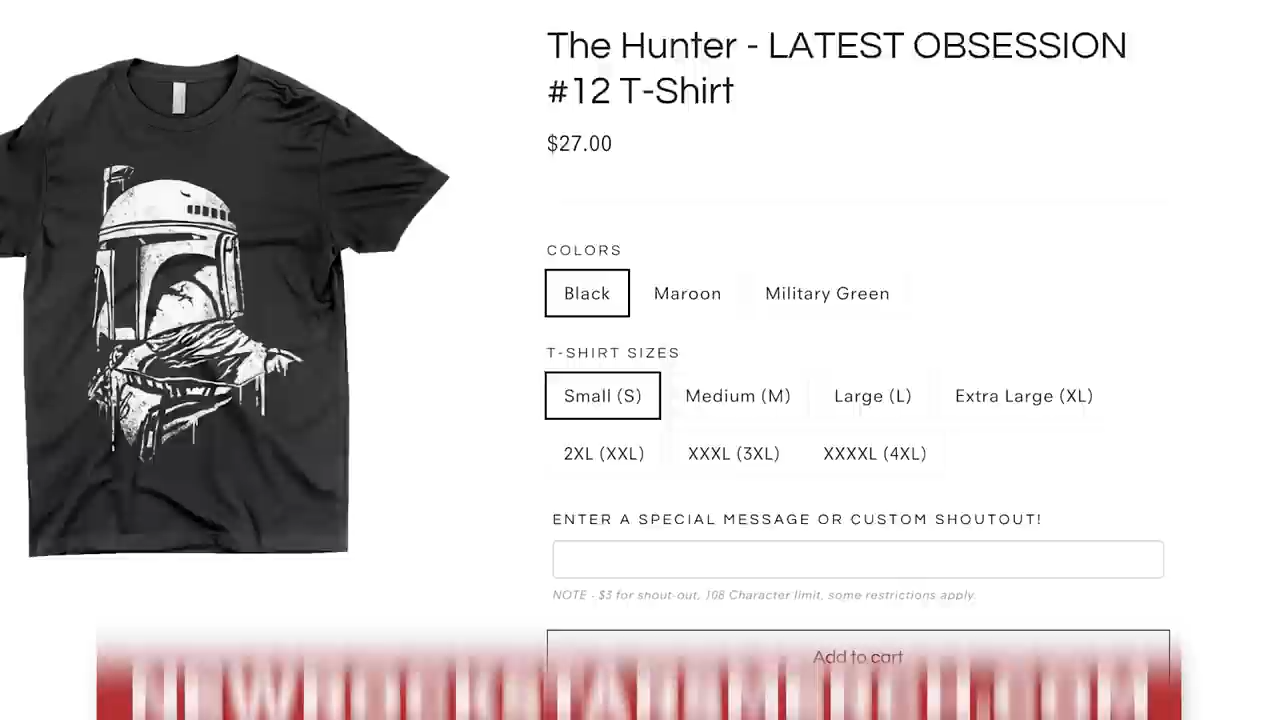 The Hunter - LATEST OBSESSION
#12 T-Shirt
$27.00
COLORS
Black Maroon Military Green
T-SHIRT SIZES
Small (S) Medium (M) Large (L) Extra Large (XL)
2XL (XXL) XXXL (3XL) XXXXL (4XL)
ENTER A SPECIAL MESSAGE OR CUSTOM SHOUTOUT!
NOTE - $3 for shout-out, 108 Character limit, some restrictions apply.
Add to cart